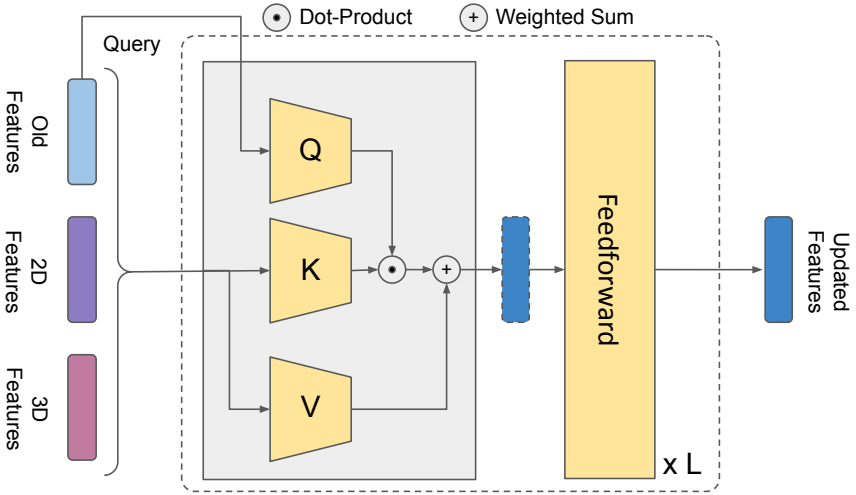 Dot-Product
Weighted Sum
Query
Old
Features
2D
Features
3D
Features
Q
K
V
Feedforward
x L
Updated
Features